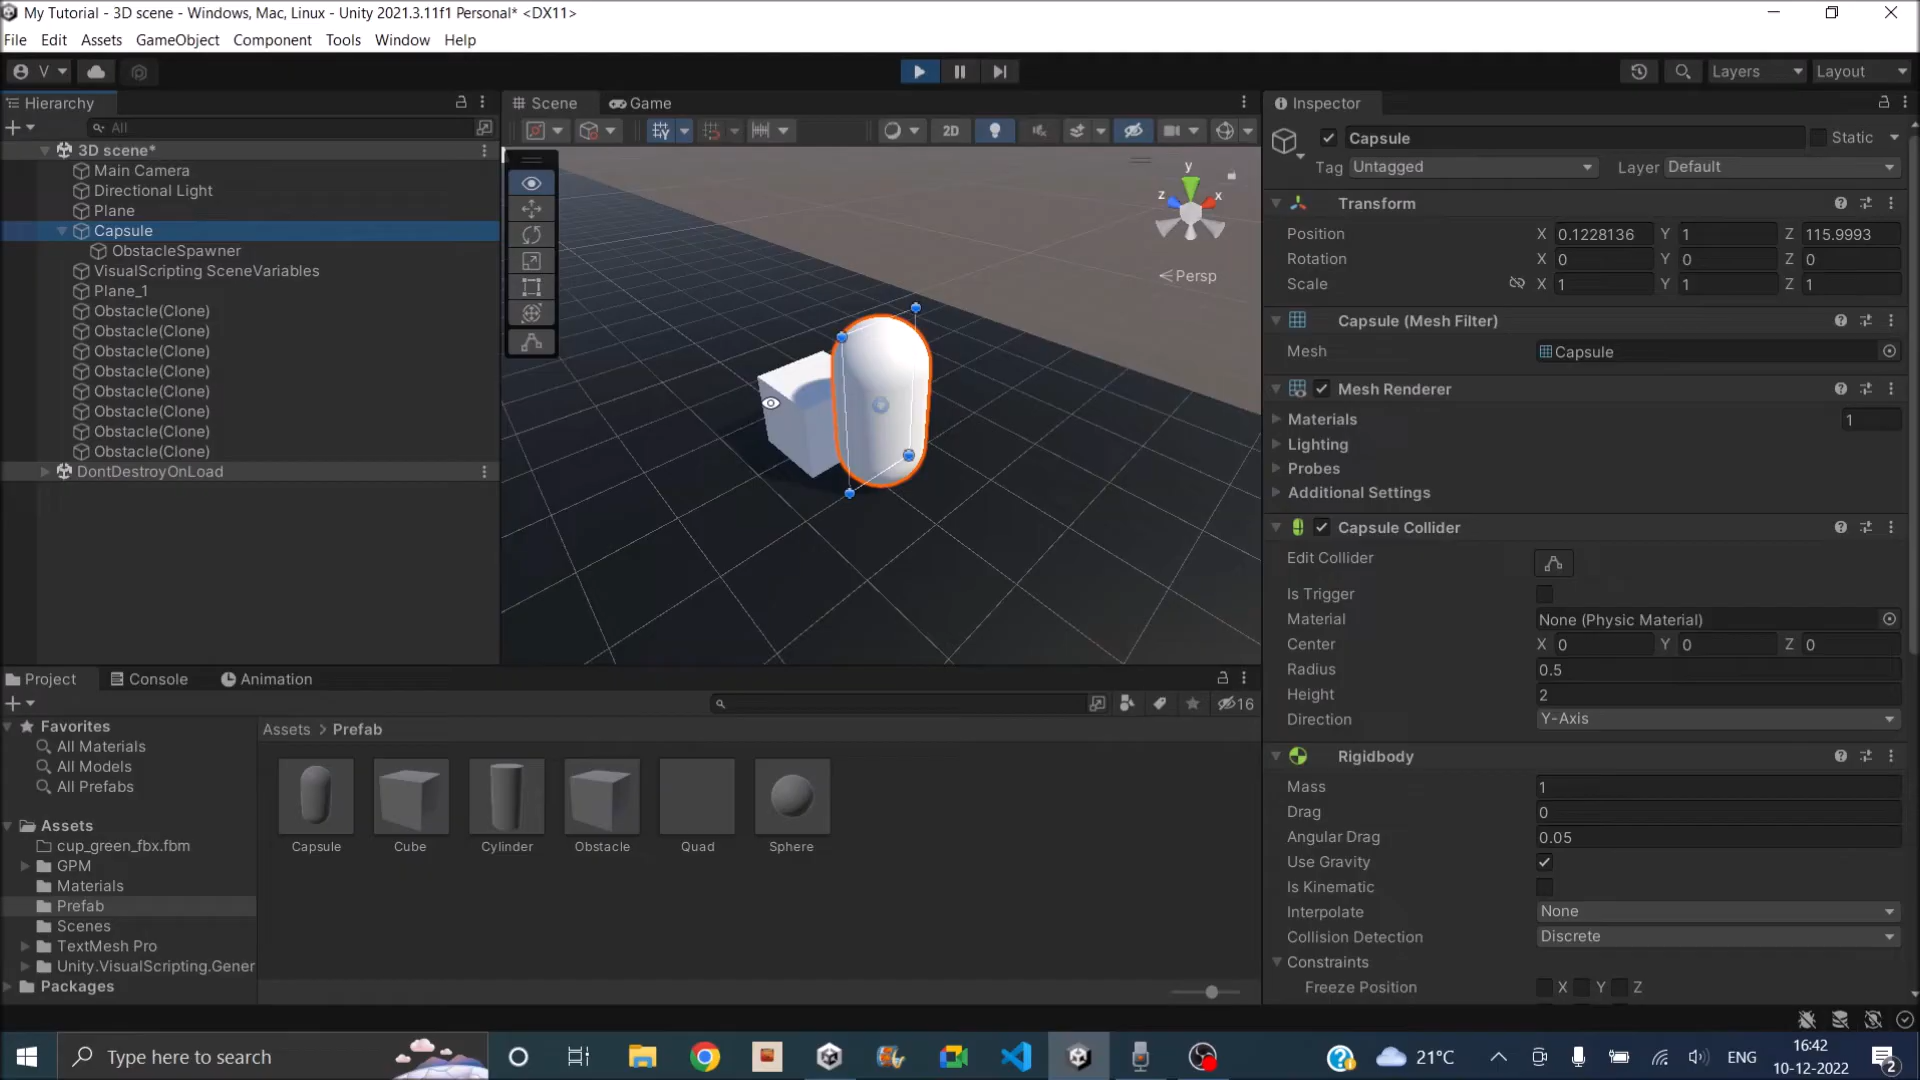 My Tutorial - 3D scene - Windows, Mac, Linux - Unity 2021.3.11f1 Personal* <DX11>
File Edit Assets GameObject Component Tools Window Help
V Layers Layout
Hierarchy
All
3D scene*
Main Camera
Directional Light
Plane
Capsule
ObstacleSpawner
VisualScripting SceneVariables
Plane_1
Obstacle(Clone)
Obstacle(Clone)
Obstacle(Clone)
Obstacle(Clone)
Obstacle(Clone)
Obstacle(Clone)
Obstacle(Clone)
Obstacle(Clone)
DontDestroyOnLoad
Scene Game
2D
y
z x
Persp
Inspector
Capsule Static
Tag Untagged Layer Default
Transform
Position X 0.1228136 Y 1 Z 115.9993
Rotation X 0 Y 0 Z 0
Scale X 1 Y 1 Z 1
Capsule (Mesh Filter)
Mesh Capsule
Mesh Renderer
Materials 1
Lighting
Probes
Additional Settings
Capsule Collider
Edit Collider
Is Trigger
Material None (Physic Material)
Center X 0 Y 0 Z 0
Radius 0.5
Height 2
Direction Y-Axis
Rigidbody
Mass 1
Drag 0
Angular Drag 0.05
Use Gravity
Is Kinematic
Interpolate None
Collision Detection Discrete
Constraints
Freeze Position X Y Z
Project Console Animation
16
Favorites
All Materials
All Models
All Prefabs
Assets
cup_green_fbx.fbm
GPM
Materials
Prefab
Scenes
TextMesh Pro
Unity.VisualScripting.Gener
Packages
Assets > Prefab
Capsule Cube Cylinder Obstacle Quad Sphere
Type here to search
21°C
ENG
16:42
10-12-2022
2